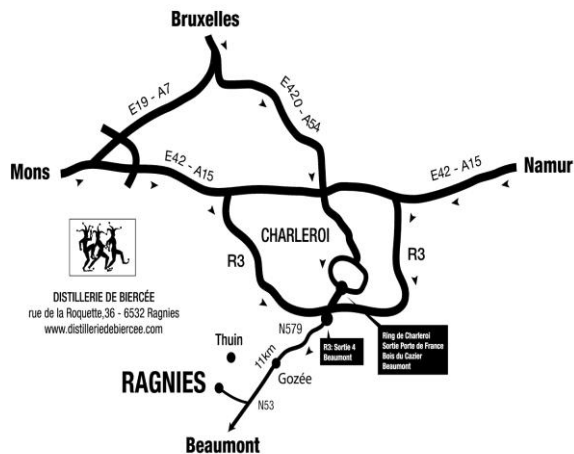 Bruxelles
E19 - A7
E420 - A54
Mons
E42 - A15
E42 - A15
Namur
CHARLEROI
R3
R3
DISTILLERIE DE BIERCÉE
rue de la Roquette,36 - 6532 Ragnies
www.distilleriedebiercee.com
N579
R3: Sortie 4
Beaumont
Ring de Charleroi
Sortie Porte de France
Bois du Cazier
Beaumont
Thuin
11km
Gozée
RAGNIES
N53
Beaumont